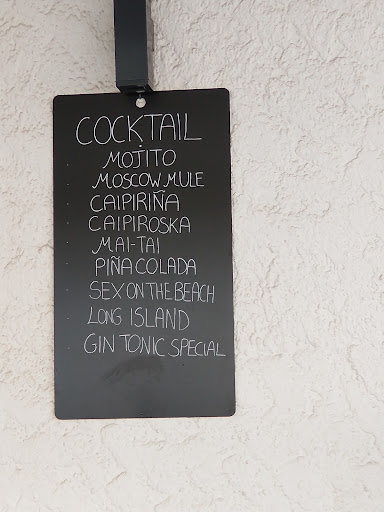 COCKTAIL
MOJITO
MOSCOW MULE
CAIPIRIÑA
CAIPIROSKA
MAI-TAI
PIÑA COLADA
SEX ON THE BEACH
LONG ISLAND
GIN TONIC SPECIAL